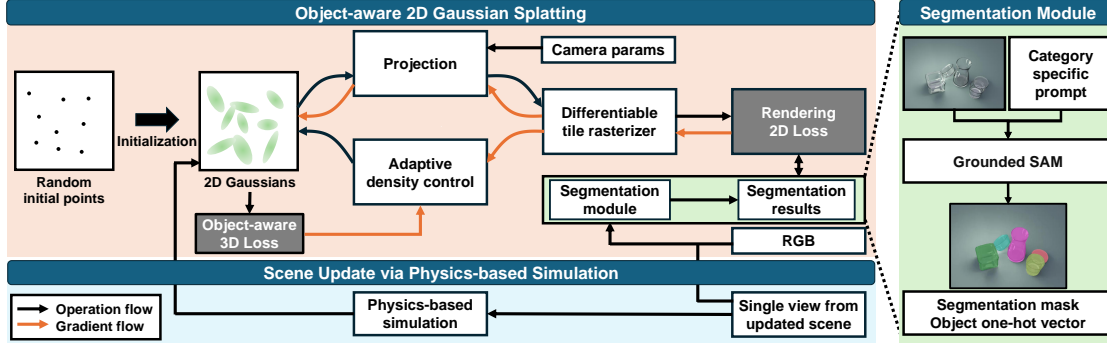 Object-aware 2D Gaussian Splatting
Segmentation Module
Projection
Camera params
Category
specific
prompt
Initialization
Differentiable
tile rasterizer
Rendering
2D Loss
Random
initial points
2D Gaussians
Adaptive
density control
Grounded SAM
Segmentation
module
Segmentation
results
Object-aware
3D Loss
RGB
Scene Update via Physics-based Simulation
Operation flow
Gradient flow
Physics-based
simulation
Single view from
updated scene
Segmentation mask
Object one-hot vector